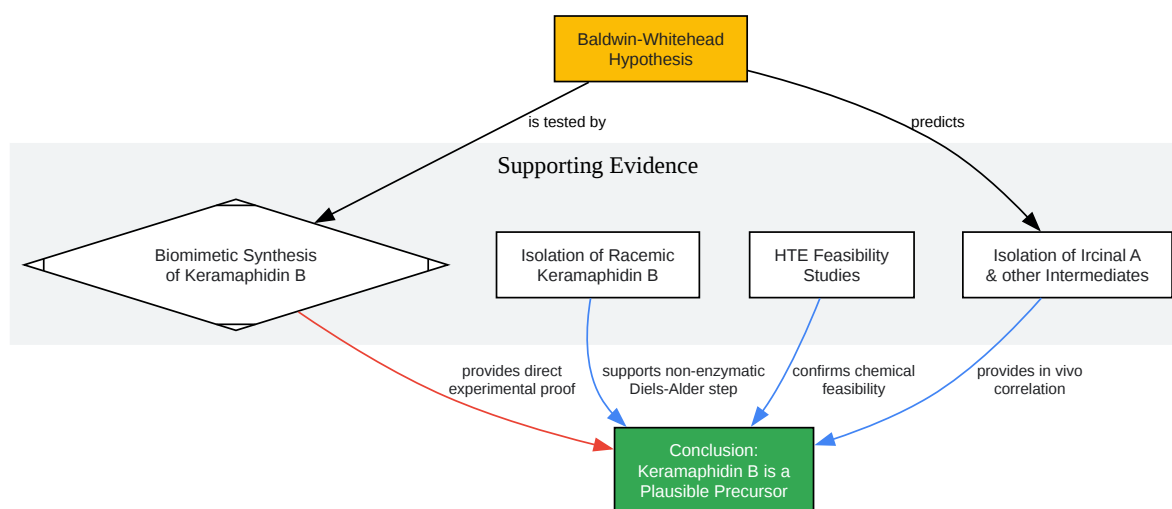 Baldwin-Whitehead
Hypothesis
is tested by
predicts
Supporting Evidence
Biomimetic Synthesis
of Keramaphidin B
Isolation of Racemic
Keramaphidin B
HTE Feasibility
Studies
Isolation of Ircinal A
& other Intermediates
provides direct
experimental proof
supports non-enzymatic
Diels-Alder step
confirms chemical
feasibility
provides in vivo
correlation
Conclusion:
Keramaphidin B is a
Plausible Precursor